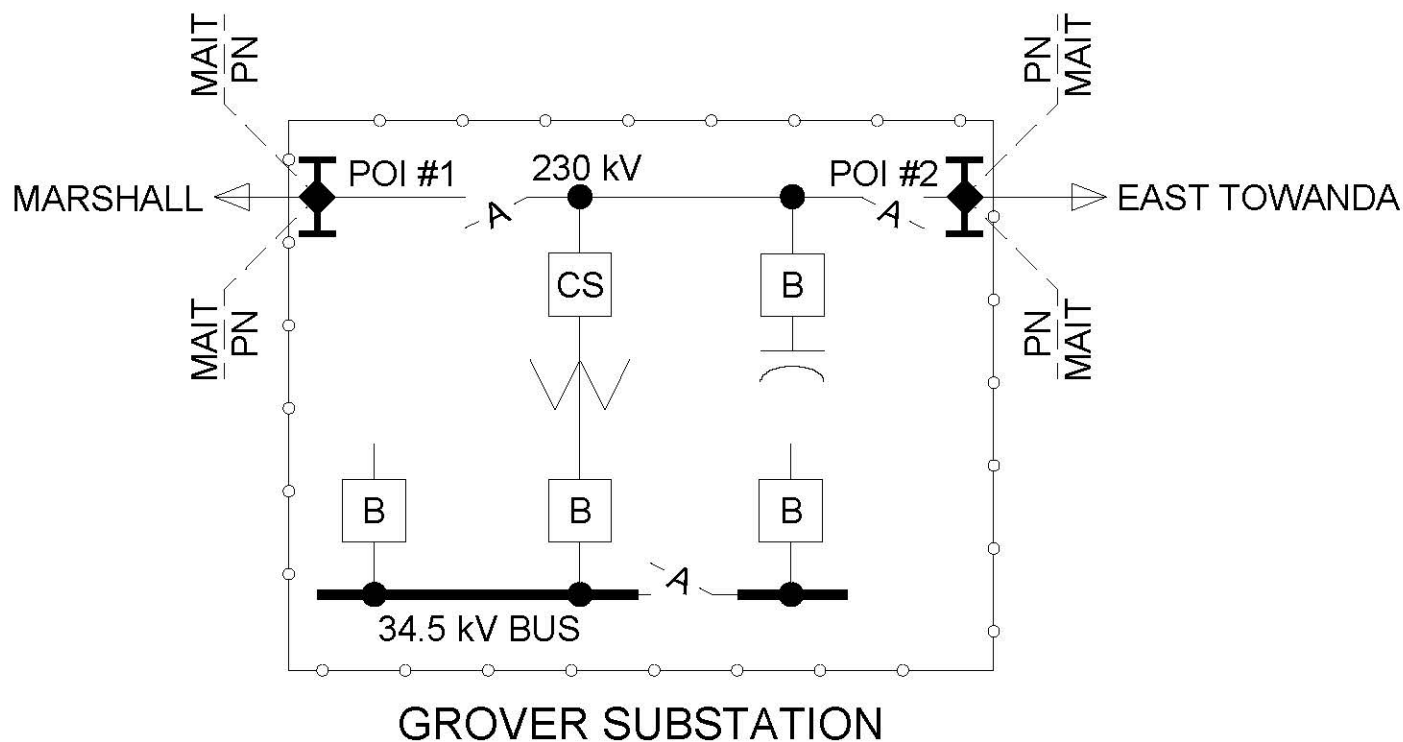 MAIT
PN
PN
MAIT
POI #1
230 kV
POI #2
MARSHALL
A
A
EAST TOWANDA
CS
B
MAIT
PN
PN
MAIT
B
B
B
A
34.5 kV BUS
GROVER SUBSTATION